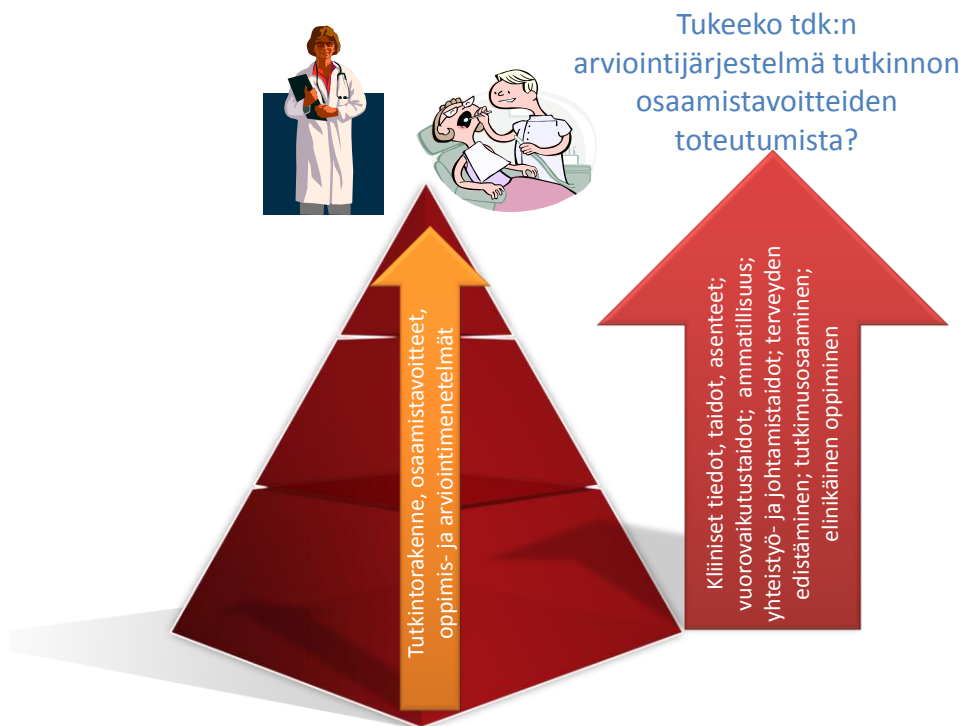 Tukeeko tdk:n
arviointijärjestelmä tutkinnon
osaamistavoitteiden
toteutumista?
Tutkintorakenne, osaamistavoitteet,
oppimis- ja arviointimenetelmät
Kliiniset tiedot, taidot, asenteet;
vuorovaikutustaidot; ammatillisuus;
yhteistyö- ja johtamistaidot; terveyden
edistäminen; tutkimusosaaminen;
elinikäinen oppiminen